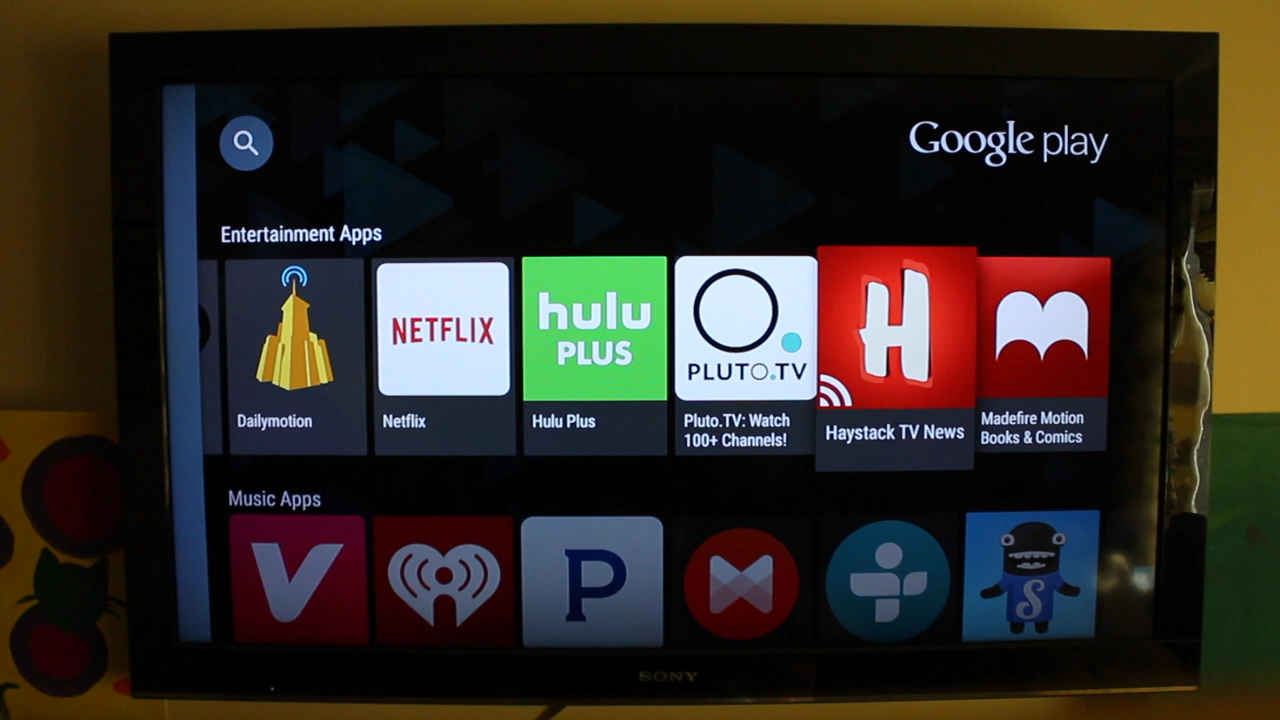 Google play
Entertainment Apps
NETFLIX
hulu
PLUS
PLUTO.TV
H
Dailymotion
Netflix
Hulu Plus
Pluto.TV: Watch
100+ Channels!
Haystack TV News
Madefire Motion
Books & Comics
Music Apps
V
P
S
SONY